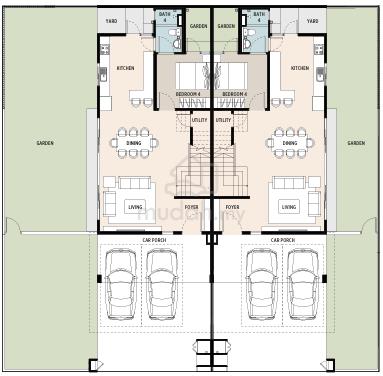 YARD
BATH
4
GARDEN
GARDEN
BATH
4
YARD
KITCHEN
KITCHEN
BEDROOM 4
BEDROOM 4
UTILITY
UTILITY
GARDEN
DINING
DINING
GARDEN
LIVING
FOYER
FOYER
LIVING
mudah.my
CAR PORCH
CAR PORCH